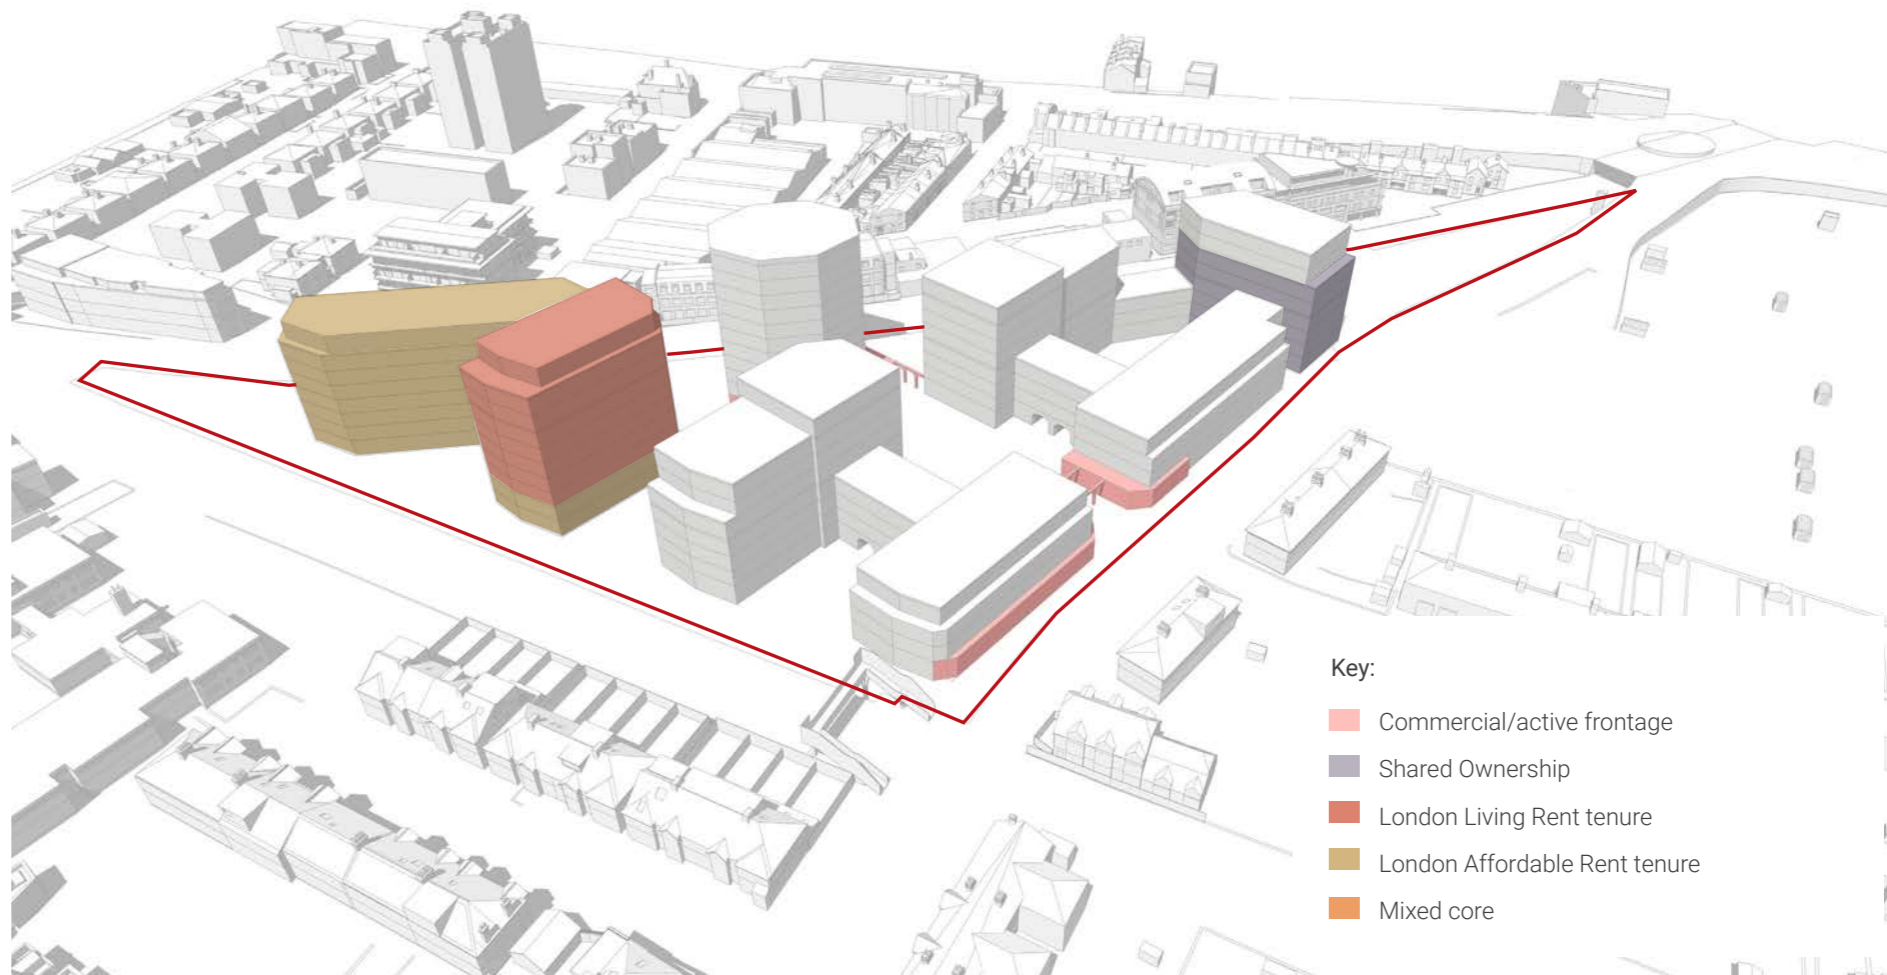 Key:
Commercial/active frontage
Shared Ownership
London Living Rent tenure
London Affordable Rent tenure
Mixed core